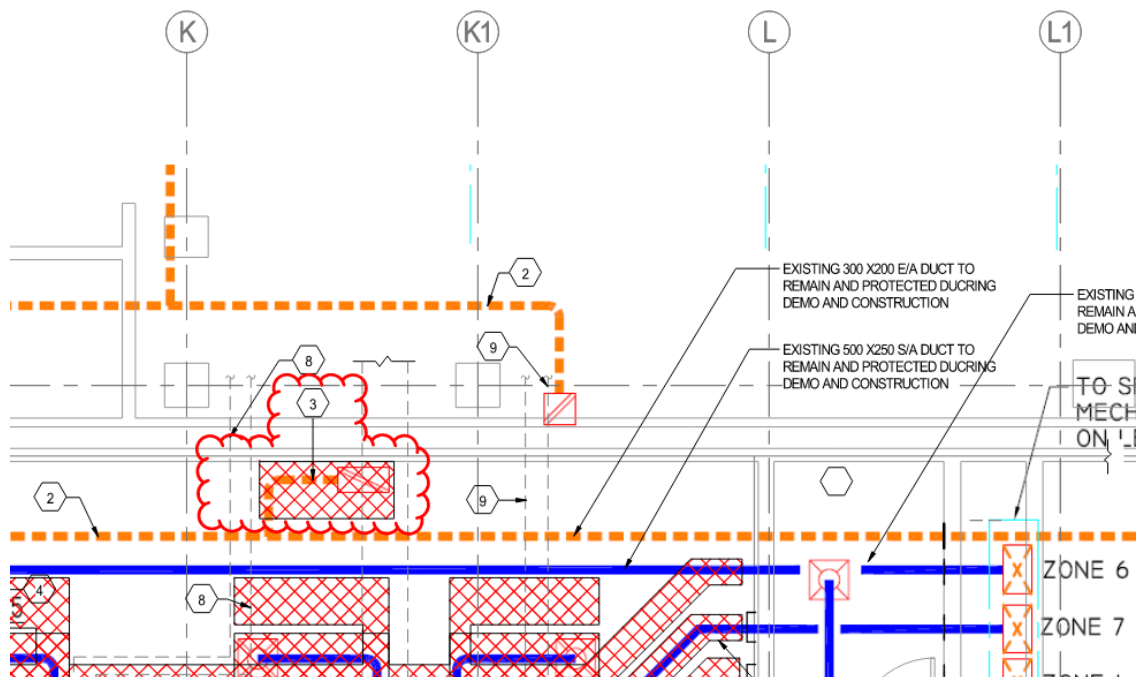 K
K1
L
L1
2
EXISTING 300 X200 E/A DUCT TO
REMAIN AND PROTECTED DUCRING
DEMO AND CONSTRUCTION
EXISTING
REMAIN A
DEMO AN
9
8
EXISTING 500 X250 S/A DUCT TO
REMAIN AND PROTECTED DUCRING
DEMO AND CONSTRUCTION
3
TO S
MECH
ON LE
2
9
ZONE 6
4
8
5
ZONE 7